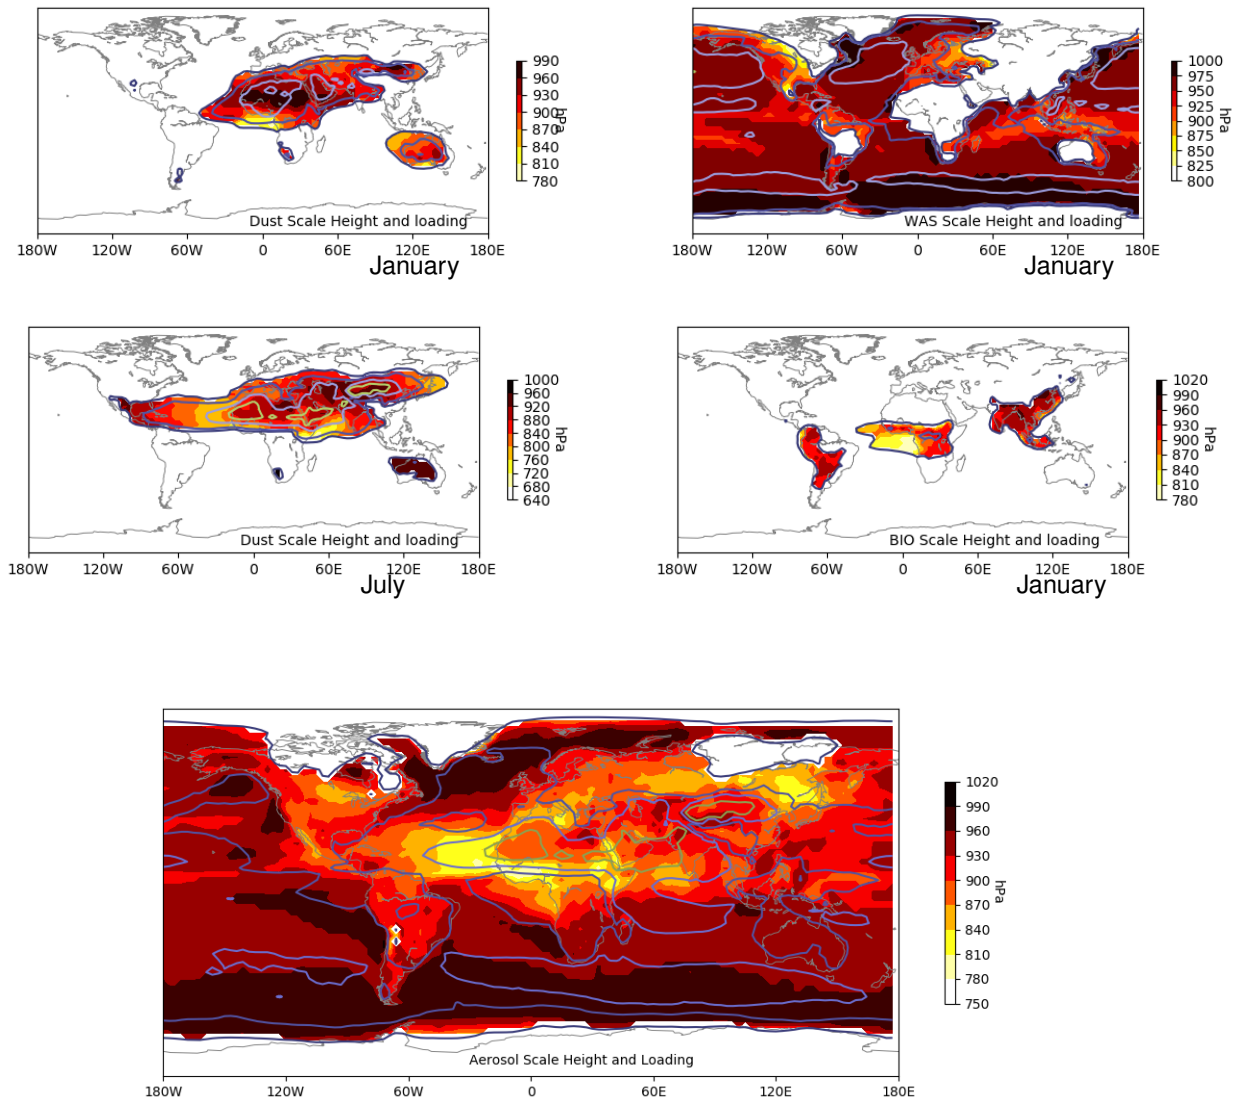 990
960
930
900
870
840
810
780
hPa
Dust Scale Height and loading
180W 120W 60W 0 60E 120E 180E
January
1000
975
950
925
900
875
850
825
800
hPa
WAS Scale Height and loading
180W 120W 60W 0 60E 120E 180E
January
1000
960
920
880
840
800
760
720
680
640
hPa
Dust Scale Height and loading
180W 120W 60W 0 60E 120E 180E
July
1020
990
960
930
900
870
840
810
780
hPa
BIO Scale Height and loading
180W 120W 60W 0 60E 120E 180E
January
1020
990
960
930
900
870
840
810
780
750
hPa
Aerosol Scale Height and Loading
180W 120W 60W 0 60E 120E 180E